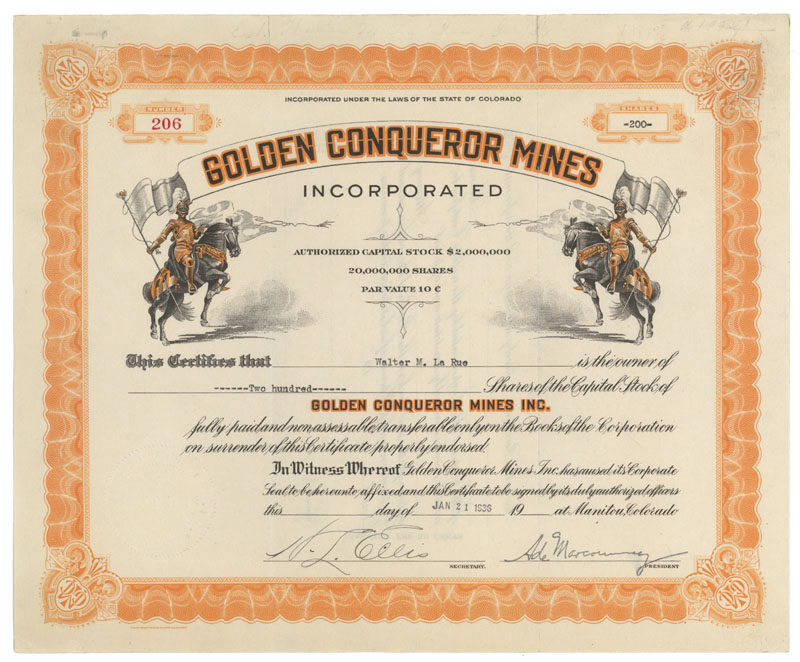 INCORPORATED UNDER THE LAWS OF THE STATE OF COLORADO
NUMBER
206
SHARES
-200-
GOLDEN CONQUEROR MINES
INCORPORATED
AUTHORIZED CAPITAL STOCK $2,000,000
20,000,000 SHARES
PAR VALUE 10 ¢
This Certifies that Walter M. La Rue is the owner of
------Two hundred------ Shares of the Capital Stock of
GOLDEN CONQUEROR MINES INC.
fully paid and non assessable, transferable only on the Books of the Corporation
on surrender of this Certificate properly endorsed.
In Witness Whereof Golden Conqueror Mines Inc. has aused its Corporate
Seal to be hereunto affixed and this Certificate to be signed by its duly authorized officers
this day of JAN 21 1936 19 at Manitou, Colorado
N. L. Ellis
SECRETARY.
PRESIDENT